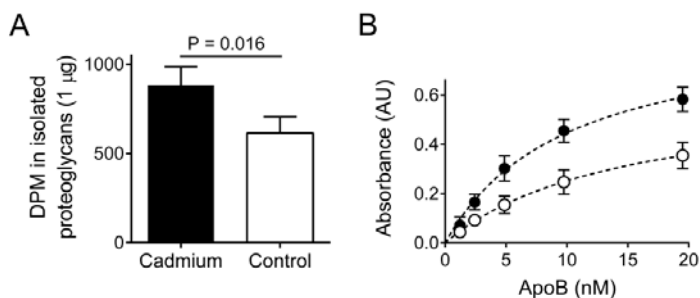 A
P = 0.016
DPM in isolated
proteoglycans (1 µg)
1000
500
0
Cadmium
Control
B
Absorbance (AU)
0.6
0.4
0.2
0.0
0
5
10
15
20
ApoB (nM)